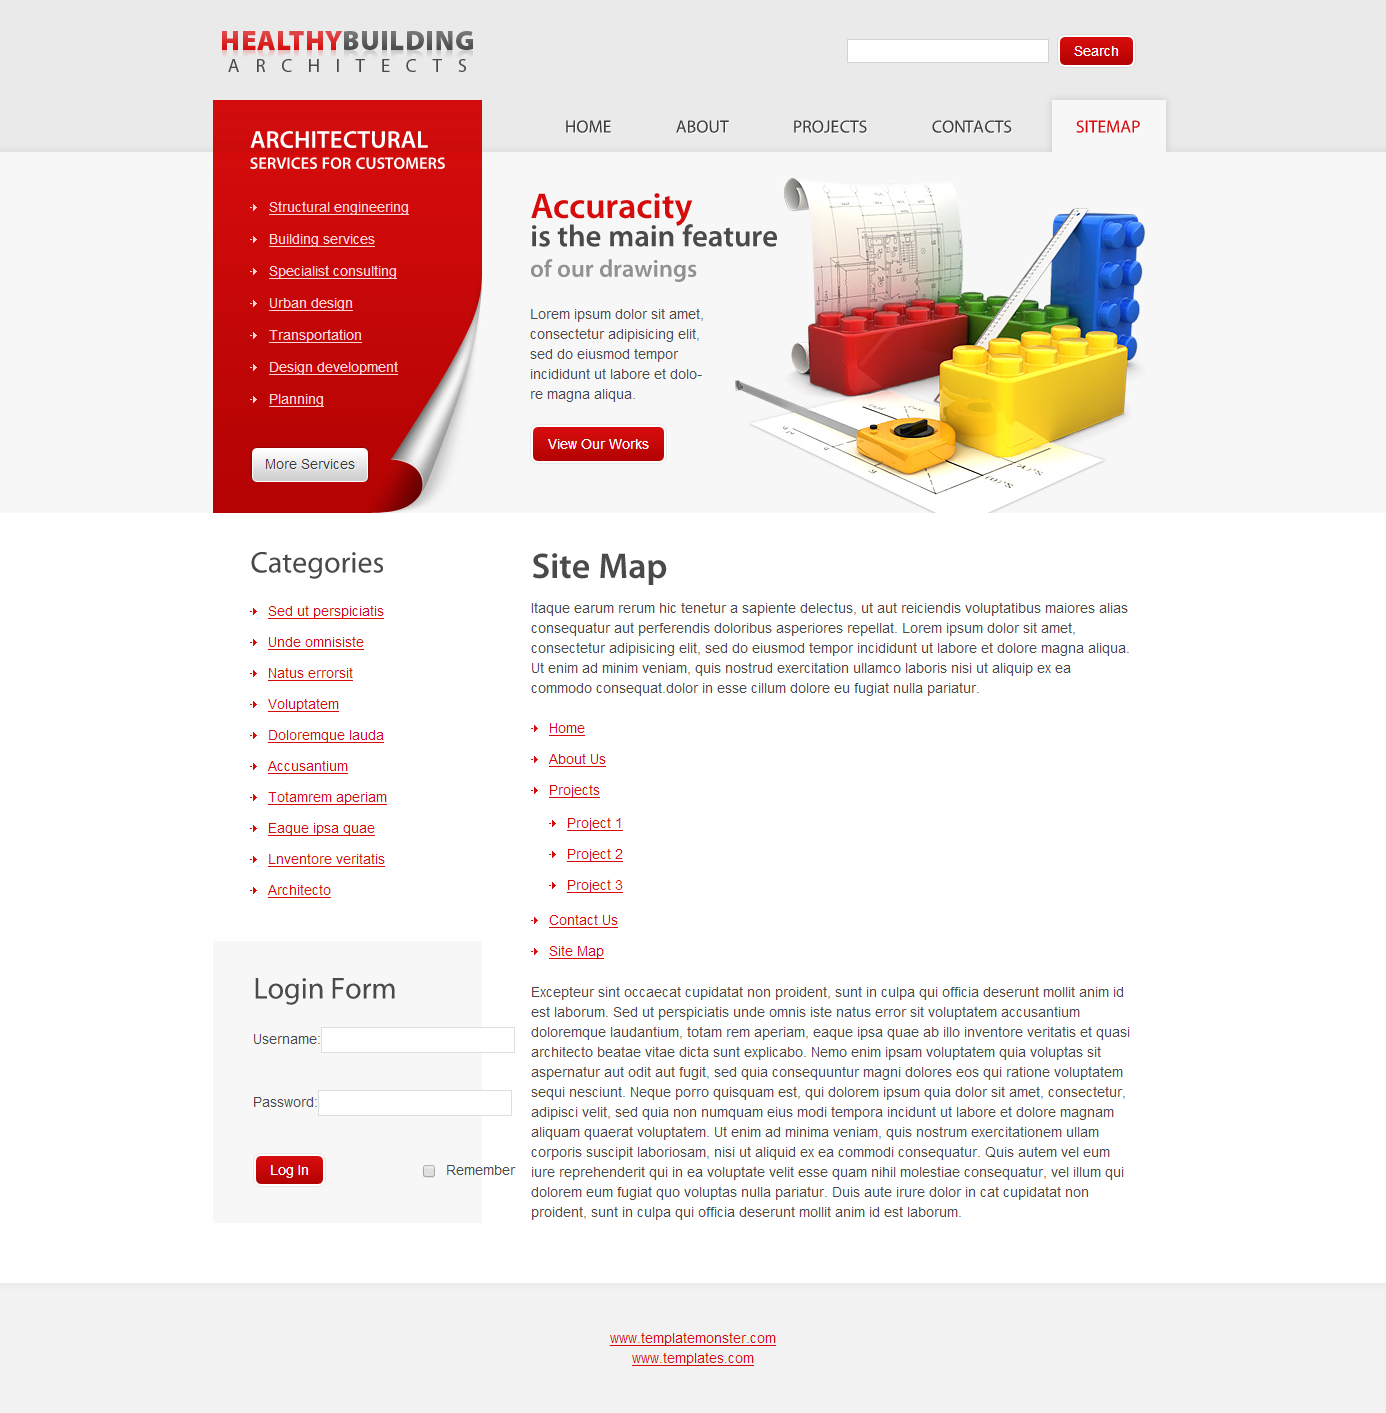 HEALTHYBUILDING
ARCHITECTS
Search
HOME
ABOUT
PROJECTS
CONTACTS
SITEMAP
ARCHITECTURAL
SERVICES FOR CUSTOMERS
Structural engineering
Building services
Specialist consulting
Urban design
Transportation
Design development
Planning
More Services
Accuracity
is the main feature
of our drawings
Lorem ipsum dolor sit amet,
consectetur adipisicing elit,
sed do eiusmod tempor
incididunt ut labore et dolo-
re magna aliqua.
View Our Works
Categories
Sed ut perspiciatis
Unde omnisiste
Natus errorsit
Voluptatem
Doloremque lauda
Accusantium
Totamrem aperiam
Eaque ipsa quae
Lnventore veritatis
Architecto
Login Form
Username:
Password:
Log In
Remember
Site Map
Itaque earum rerum hic tenetur a sapiente delectus, ut aut reiciendis voluptatibus maiores alias
consequatur aut perferendis doloribus asperiores repellat. Lorem ipsum dolor sit amet,
consectetur adipisicing elit, sed do eiusmod tempor incididunt ut labore et dolore magna aliqua.
Ut enim ad minim veniam, quis nostrud exercitation ullamco laboris nisi ut aliquip ex ea
commodo consequat.dolor in esse cillum dolore eu fugiat nulla pariatur.
Home
About Us
Projects
Project 1
Project 2
Project 3
Contact Us
Site Map
Excepteur sint occaecat cupidatat non proident, sunt in culpa qui officia deserunt mollit anim id
est laborum. Sed ut perspiciatis unde omnis iste natus error sit voluptatem accusantium
doloremque laudantium, totam rem aperiam, eaque ipsa quae ab illo inventore veritatis et quasi
architecto beatae vitae dicta sunt explicabo. Nemo enim ipsam voluptatem quia voluptas sit
aspernatur aut odit aut fugit, sed quia consequuntur magni dolores eos qui ratione voluptatem
sequi nesciunt. Neque porro quisquam est, qui dolorem ipsum quia dolor sit amet, consectetur,
adipisci velit, sed quia non numquam eius modi tempora incidunt ut labore et dolore magnam
aliquam quaerat voluptatem. Ut enim ad minima veniam, quis nostrum exercitationem ullam
corporis suscipit laboriosam, nisi ut aliquid ex ea commodi consequatur. Quis autem vel eum
iure reprehenderit qui in ea voluptate velit esse quam nihil molestiae consequatur, vel illum qui
dolorem eum fugiat quo voluptas nulla pariatur. Duis aute irure dolor in cat cupidatat non
proident, sunt in culpa qui officia deserunt mollit anim id est laborum.
www.templatemonster.com
www.templates.com